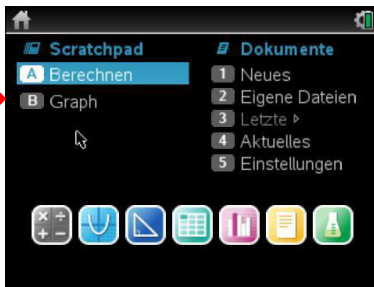 Scratchpad
A Berechnen
B Graph
Dokumente
1 Neues
2 Eigene Dateien
3 Letzte ▸
4 Aktuelles
5 Einstellungen